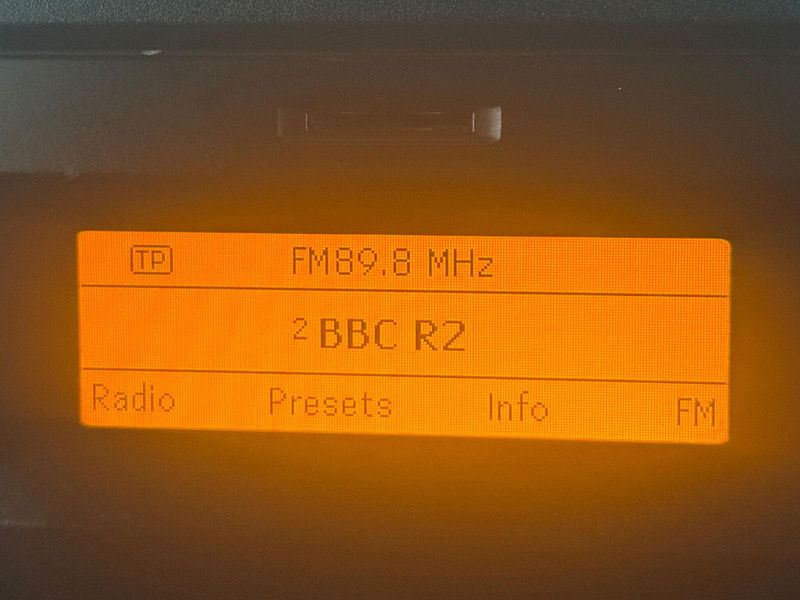 TP FM89.8 MHz
2 BBC R2
Radio Presets Info FM